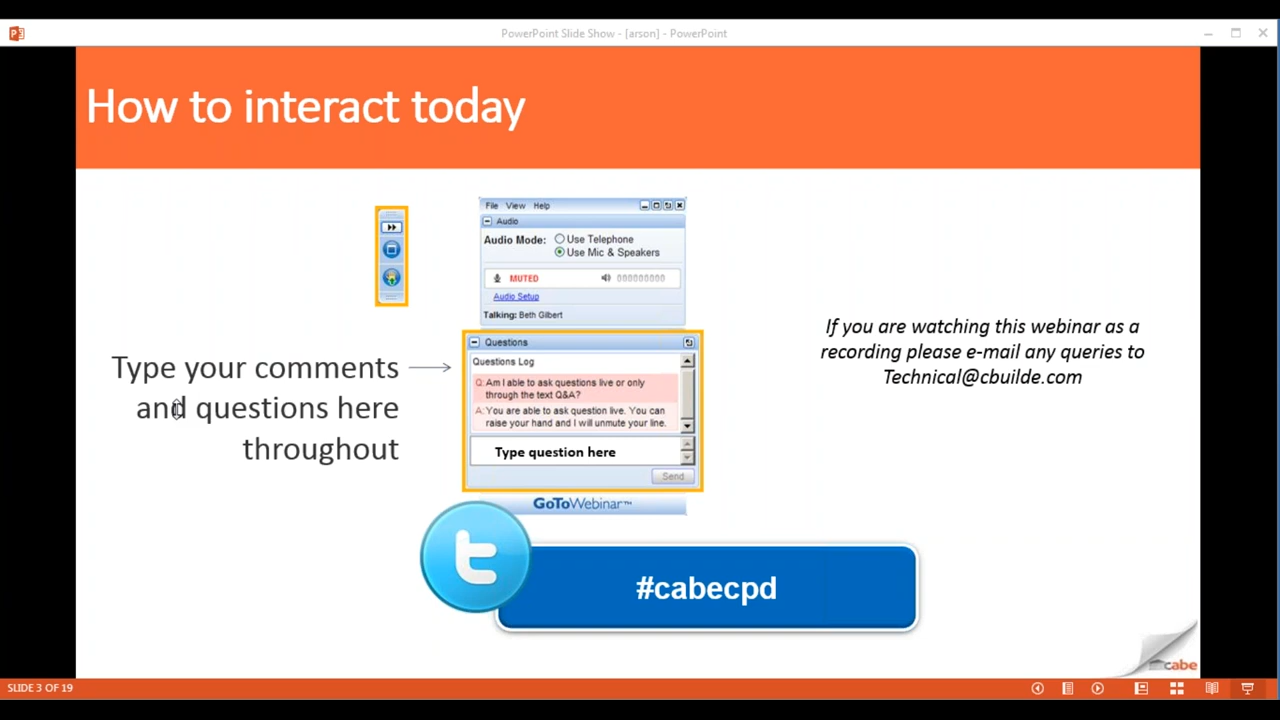 PowerPoint Slide Show - [arson] - PowerPoint
How to interact today
File View Help
Audio
Audio Mode: Use Telephone
Use Mic & Speakers
MUTED
Audio Setup
Talking: Beth Gilbert
Questions
Questions Log
Q: Am I able to ask questions live or only
through the text Q&A?
A: You are able to ask question live. You can
raise your hand and I will unmute your line.
Type question here
Send
GoToWebinar™
Type your comments
and questions here
throughout
If you are watching this webinar as a
recording please e-mail any queries to
Technical@cbuilde.com
#cabecpd
cabe
SLIDE 3 OF 19